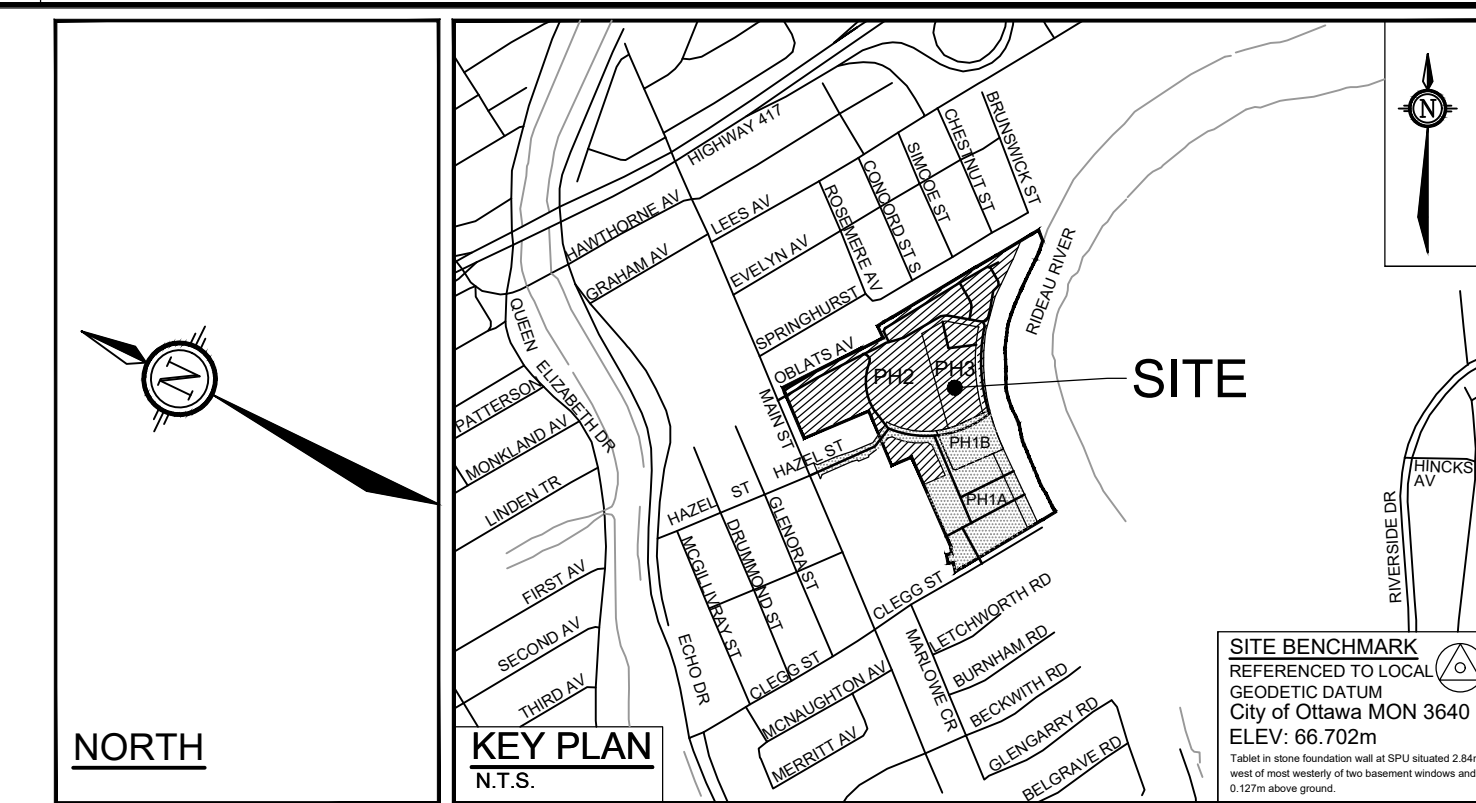 N
NORTH
HIGHWAY 417
HAWTHORNE AV
GRAHAM AV
LEES AV
EVELYN AV
SPRINGHURST
OBLATS AV
ROSEMERE AV
CONCORD ST S
SIMCOE ST
CHESTNUT ST
BRUNSWICK ST
RIDEAU RIVER
QUEEN ELIZABETH DR
PATTERSON
MONKLAND AV
LINDEN TR
FIRST AV
SECOND AV
THIRD AV
MAIN ST
HAZEL ST
HAZEL ST
PH2
PH3
PH1B
PH1A
SITE
MCGILLIVRAY ST
DRUMMOND ST
GLENORA ST
ECHO DR
CLEGG ST
CLEGG ST
MCNAUGHTON AV
MERRITT AV
MARLOWE CR
LETCHWORTH RD
BURNHAM RD
BECKWITH RD
GLENGARRY RD
BELGRAVE RD
KEY PLAN
N.T.S.
N
RIVERSIDE DR
HINCKS
AV
SITE BENCHMARK
REFERENCED TO LOCAL
GEODETIC DATUM
City of Ottawa MON 3640
ELEV: 66.702m
Tablet in stone foundation wall at SPU situated 2.84m
west of most westerly of two basement windows and
0.127m above ground.